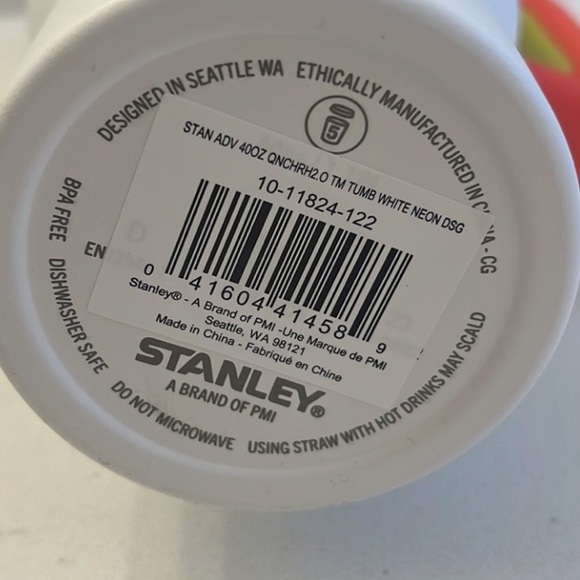 DESIGNED IN SEATTLE WA ETHICALLY MANUFACTURED IN
- CG
5
STAN ADV 40OZ QNCHRH2.O TM TUMB WHITE NEON DSG
10-11824-122
0 41604 41458 9
Stanley® - A Brand of PMI -Une Marque de PMI
Seattle, WA 98121
Made in China - Fabriqué en Chine
EN
STANLEY®
A BRAND OF PMI
BPA FREE DISHWASHER SAFE DO NOT MICROWAVE USING STRAW WITH HOT DRINKS MAY SCALD